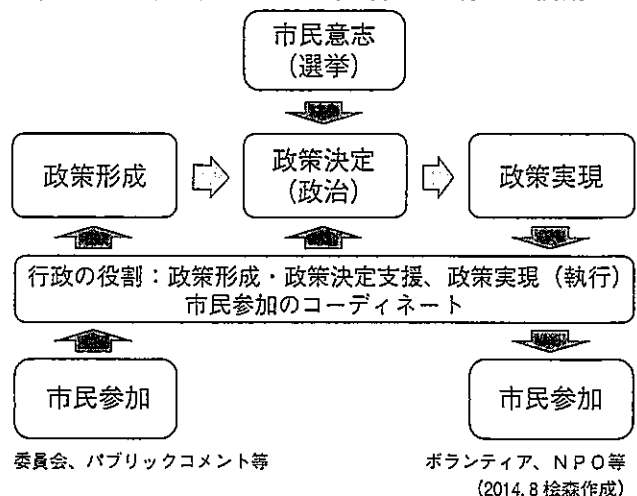 市民意志
(選挙)
政策形成
政策決定
(政治)
政策実現
行政の役割：政策形成・政策決定支援、政策実現（執行）
市民参加のコーディネート
市民参加
市民参加
委員会、パブリックコメント等
ボランティア、ＮＰＯ等
(2014.8 桧森作成)